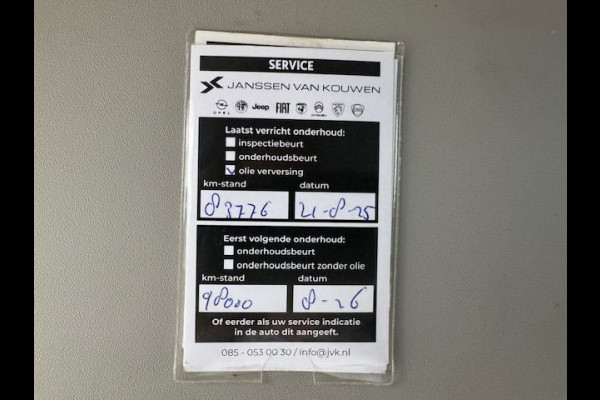 SERVICE
JANSSEN VAN KOUWEN
OPEL Jeep FIAT
Laatst verricht onderhoud:
inspectiebeurt
onderhoudsbeurt
olie verversing
km-stand datum
83776 21-8-25
Eerst volgende onderhoud:
onderhoudsbeurt
onderhoudsbeurt zonder olie
km-stand datum
98000 8-26
Of eerder als uw service indicatie
in de auto dit aangeeft.
085 - 053 00 30 / info@jvk.nl